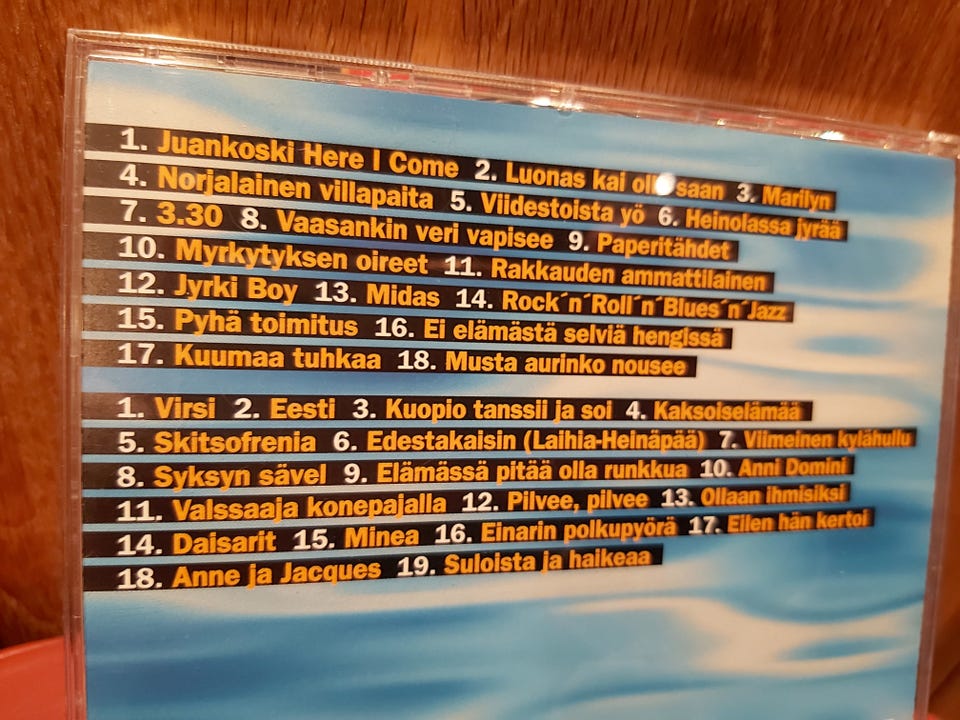 1. Juankoski Here I Come 2. Luonas kai olla saan 3. Marilyn
4. Norjalainen villapaita 5. Viidestoista yö 6. Heinolassa jyrää
7. 3.30 8. Vaasankin veri vapisee 9. Paperitähdet
10. Myrkytyksen oireet 11. Rakkauden ammattilainen
12. Jyrki Boy 13. Midas 14. Rock´n´Roll´n´Blues´n´Jazz
15. Pyhä toimitus 16. Ei elämästä selviä hengissä
17. Kuumaa tuhkaa 18. Musta aurinko nousee
1. Virsi 2. Eesti 3. Kuopio tanssii ja soi 4. Kaksoiselämää
5. Skitsofrenia 6. Edestakaisin (Laihia-Heinäpää) 7. Viimeinen kylähullu
8. Syksyn sävel 9. Elämässä pitää olla runkkua 10. Anni Domini
11. Valssaaja konepajalla 12. Pilvee, pilvee 13. Ollaan ihmisiksi
14. Daisarit 15. Minea 16. Einarin polkupyörä 17. Eilen hän kertoi
18. Anne ja Jacques 19. Suloista ja haikeaa